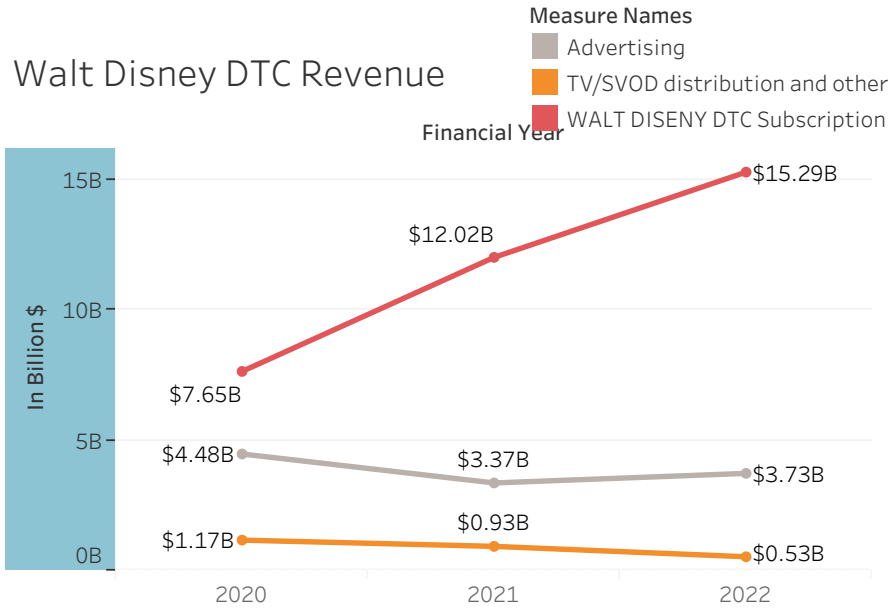 Measure Names
Advertising
TV/SVOD distribution and other
WALT DISENY DTC Subscription
Walt Disney DTC Revenue
Financial Year
In Billion $
15B
10B
5B
0B
$15.29B
$12.02B
$7.65B
$4.48B
$3.37B
$3.73B
$1.17B
$0.93B
$0.53B
2020
2021
2022